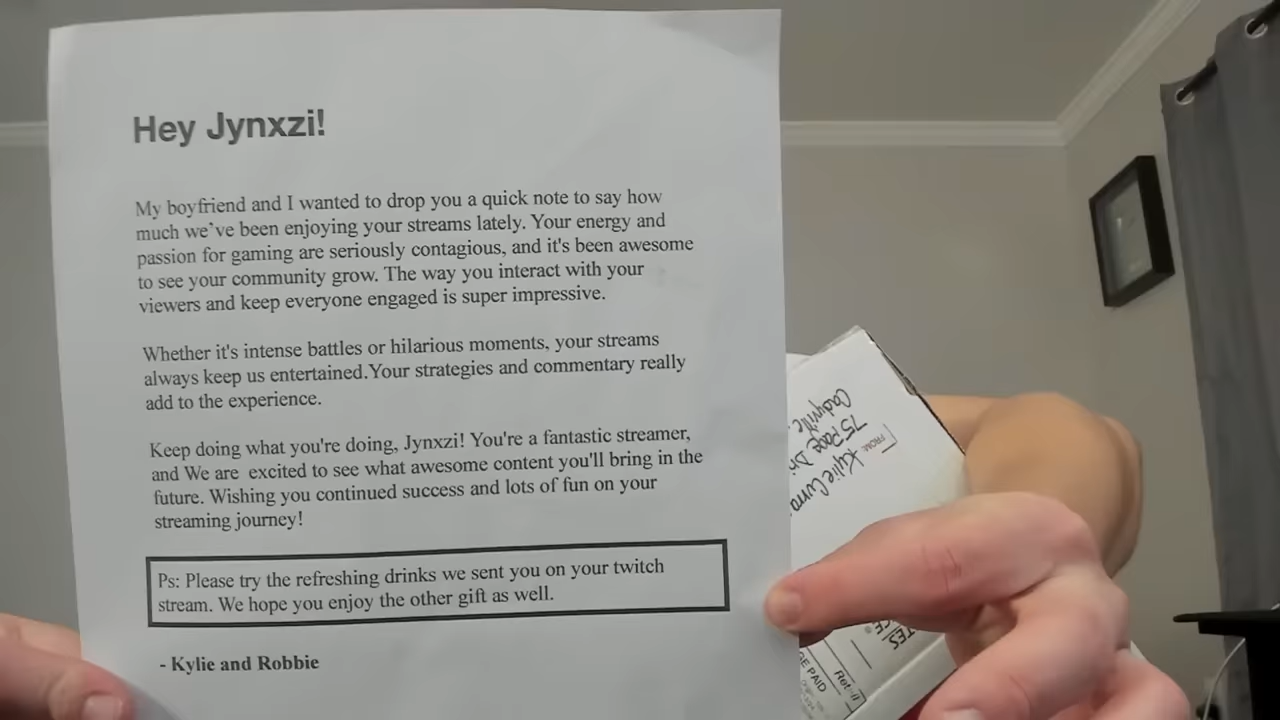 Hey Jynxzi!
My boyfriend and I wanted to drop you a quick note to say how
much we`ve been enjoying your streams lately. Your energy and
passion for gaming are seriously contagious, and it's been awesome
to see your community grow. The way you interact with your
viewers and keep everyone engaged is super impressive.
Whether it's intense battles or hilarious moments, your streams
always keep us entertained.Your strategies and commentary really
add to the experience.
Keep doing what you're doing, Jynxzi! You're a fantastic streamer,
and We are  excited to see what awesome content you'll bring in the
future. Wishing you continued success and lots of fun on your
streaming journey!
Ps: Please try the refreshing drinks we sent you on your twitch
stream. We hope you enjoy the other gift as well.
- Kylie and Robbie
FROM:
Kylie
75 Page
PAID
Retail